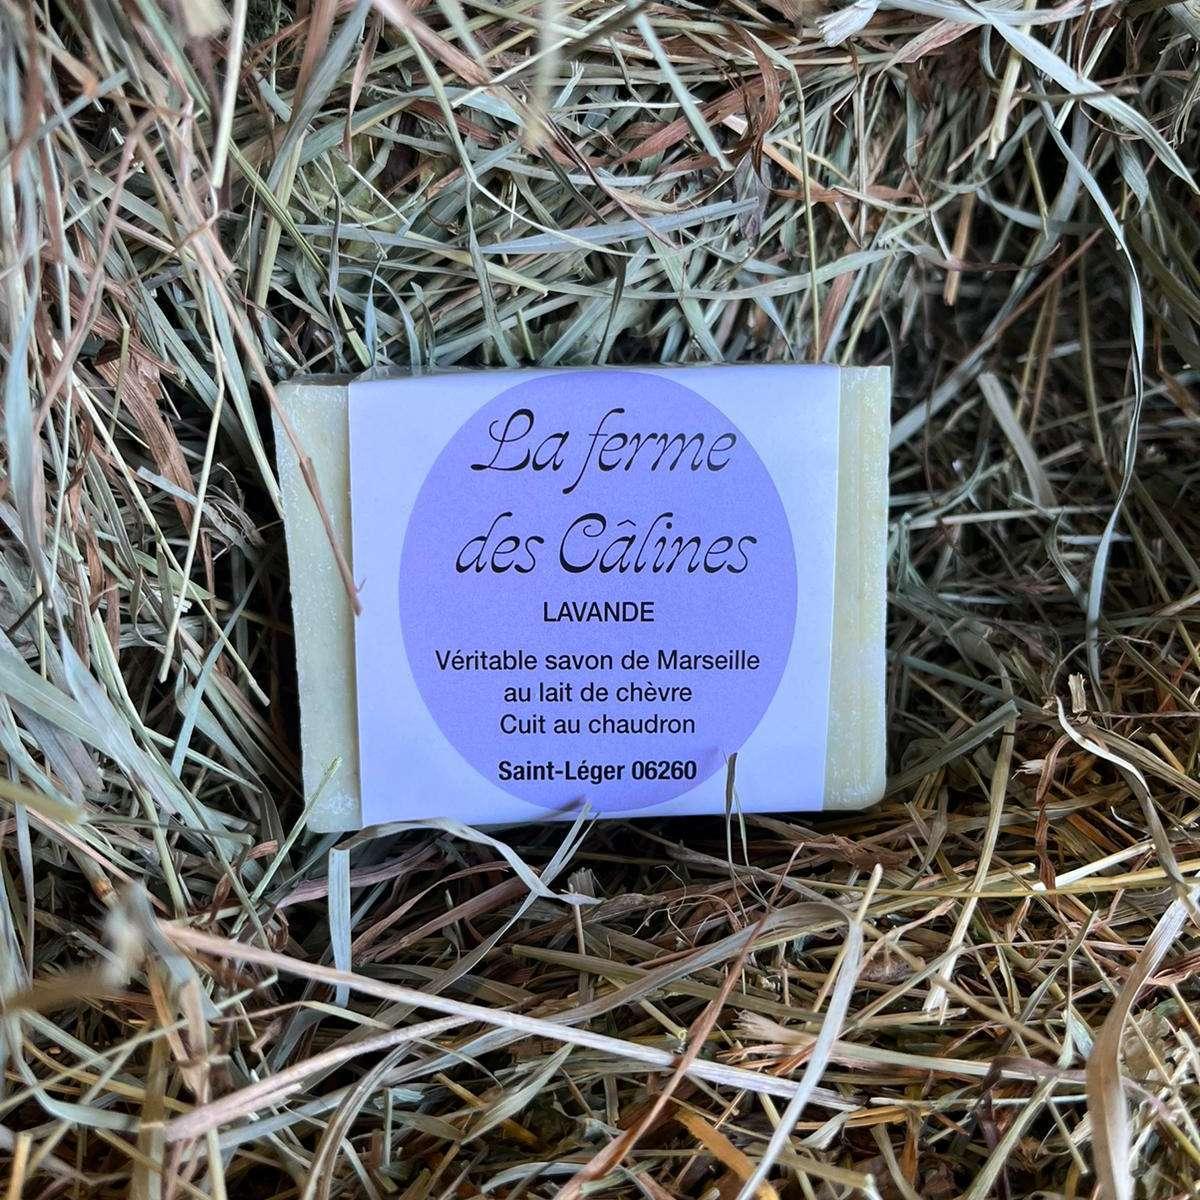 La ferme
des Câlines
LAVANDE
Véritable savon de Marseille
au lait de chèvre
Cuit au chaudron
Saint-Léger 06260